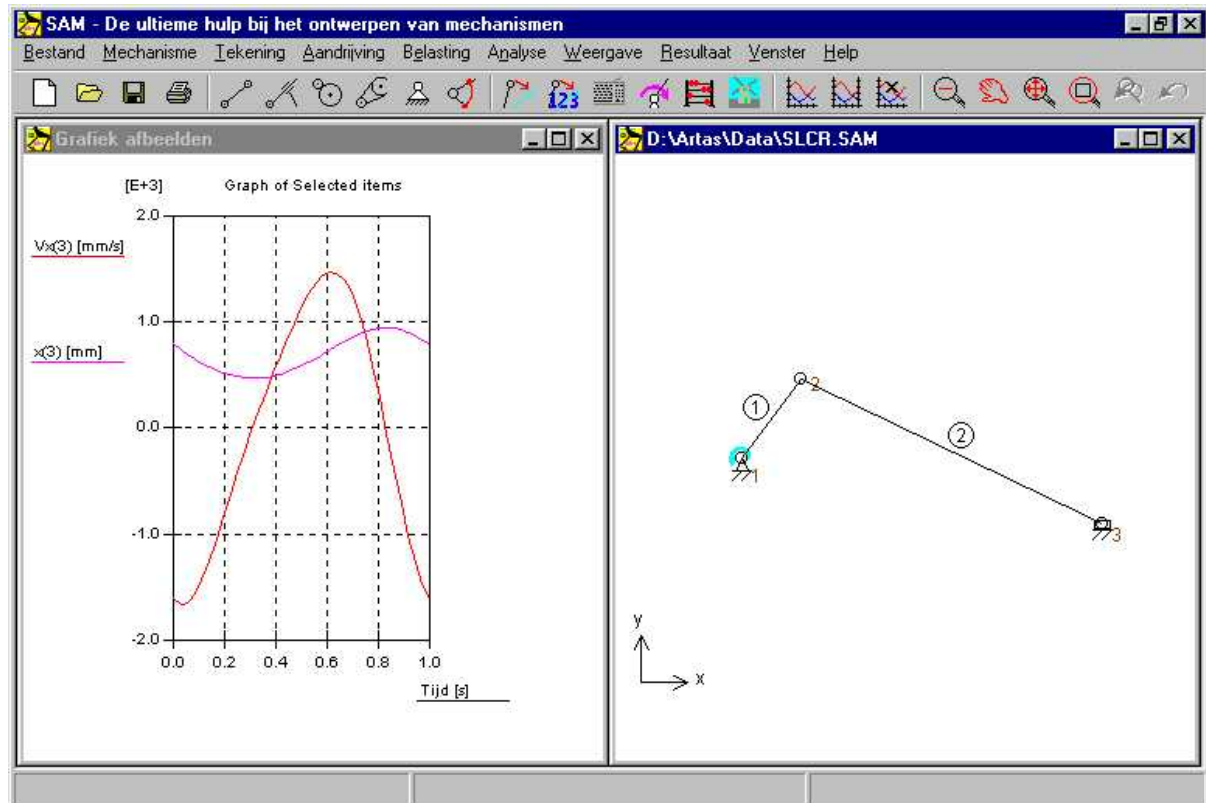 SAM - De ultieme hulp bij het ontwerpen van mechanismen
Bestand Mechanisme Tekening Aandrijving Belasting Analyse Weergave Resultaat Venster Help
123
Grafiek afbeelden
[E+3] Graph of Selected items
2.0
Vx(3) [mm/s]
1.0
x(3) [mm]
0.0
-1.0
-2.0
0.0 0.2 0.4 0.6 0.8 1.0
Tijd [s]
D:\Artas\Data\SLCR.SAM
2
1
2
1
3
y
x